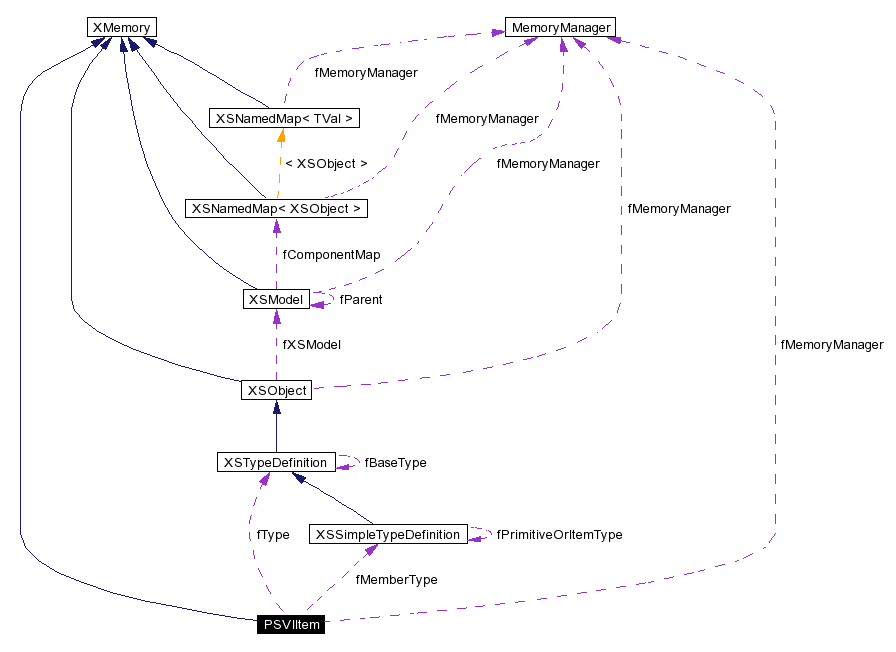 XMemory
MemoryManager
fMemoryManager
XSNamedMap< TVal >
fMemoryManager
< XSObject >
fMemoryManager
XSNamedMap< XSObject >
fMemoryManager
fComponentMap
XSModel
fParent
fXSModel
fMemoryManager
XSObject
XSTypeDefinition
fBaseType
fType
XSSimpleTypeDefinition
fPrimitiveOrItemType
fMemberType
PSVIItem